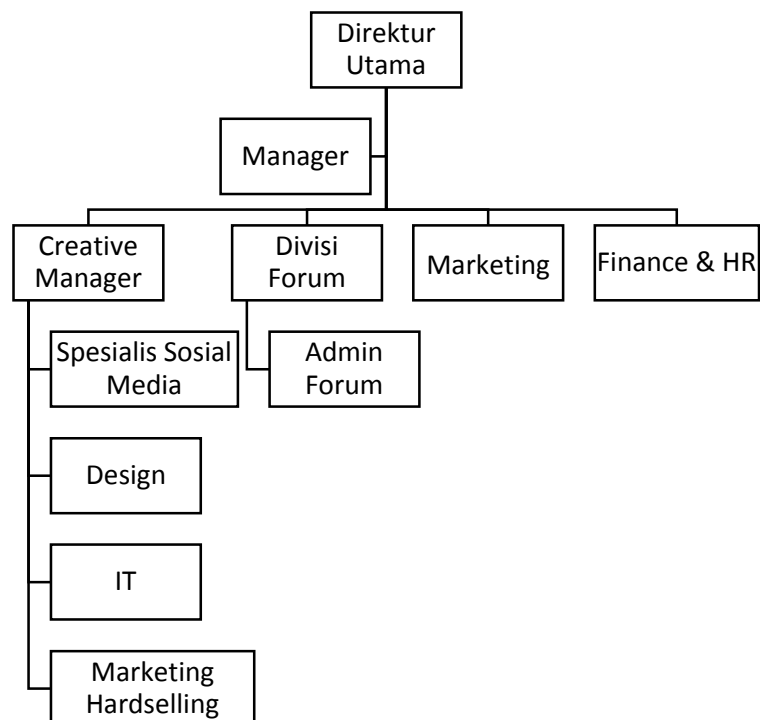 Direktur
Utama
Manager
Creative
Manager
Divisi
Forum
Marketing
Finance & HR
Spesialis Sosial
Media
Admin
Forum
Design
IT
Marketing
Hardselling